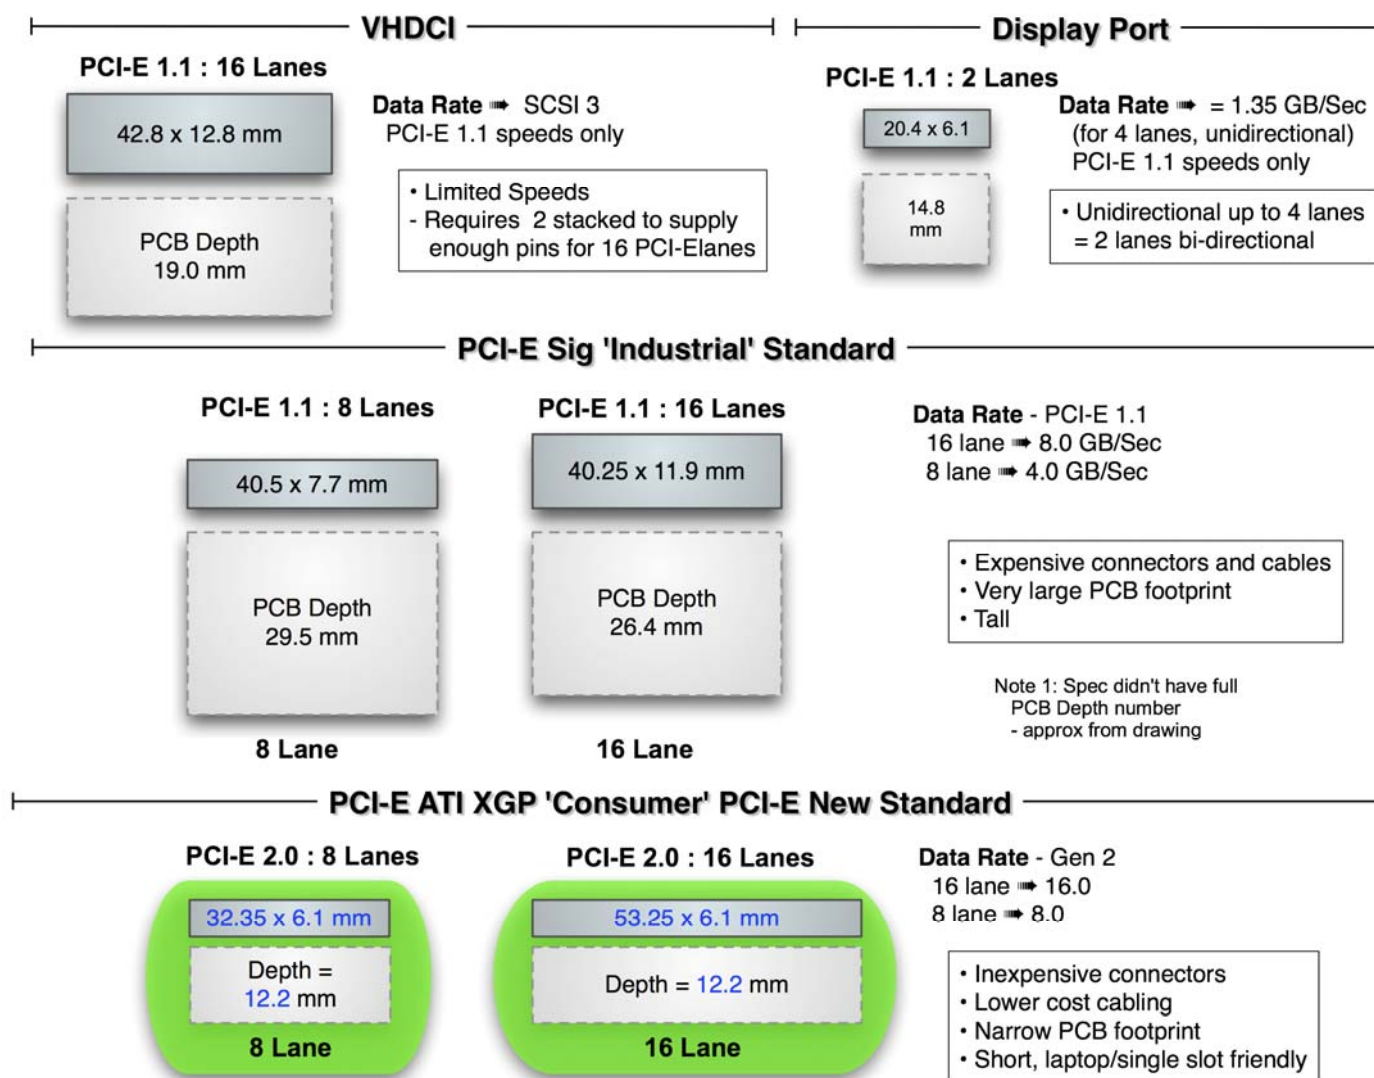 VHDCI
PCI-E 1.1 : 16 Lanes
42.8 x 12.8 mm
PCB Depth
19.0 mm
Data Rate ➠ SCSI 3
PCI-E 1.1 speeds only
• Limited Speeds
- Requires 2 stacked to supply
enough pins for 16 PCI-Elanes
Display Port
PCI-E 1.1 : 2 Lanes
20.4 x 6.1
14.8
mm
Data Rate ➠ = 1.35 GB/Sec
(for 4 lanes, unidirectional)
PCI-E 1.1 speeds only
• Unidirectional up to 4 lanes
= 2 lanes bi-directional
PCI-E Sig 'Industrial' Standard
PCI-E 1.1 : 8 Lanes
40.5 x 7.7 mm
PCB Depth
29.5 mm
8 Lane
PCI-E 1.1 : 16 Lanes
40.25 x 11.9 mm
PCB Depth
26.4 mm
16 Lane
Data Rate - PCI-E 1.1
16 lane ➠ 8.0 GB/Sec
8 lane ➠ 4.0 GB/Sec
• Expensive connectors and cables
• Very large PCB footprint
• Tall
Note 1: Spec didn't have full
PCB Depth number
- approx from drawing
PCI-E ATI XGP 'Consumer' PCI-E New Standard
PCI-E 2.0 : 8 Lanes
32.35 x 6.1 mm
Depth =
12.2 mm
8 Lane
PCI-E 2.0 : 16 Lanes
53.25 x 6.1 mm
Depth = 12.2 mm
16 Lane
Data Rate - Gen 2
16 lane ➠ 16.0
8 lane ➠ 8.0
• Inexpensive connectors
• Lower cost cabling
• Narrow PCB footprint
• Short, laptop/single slot friendly